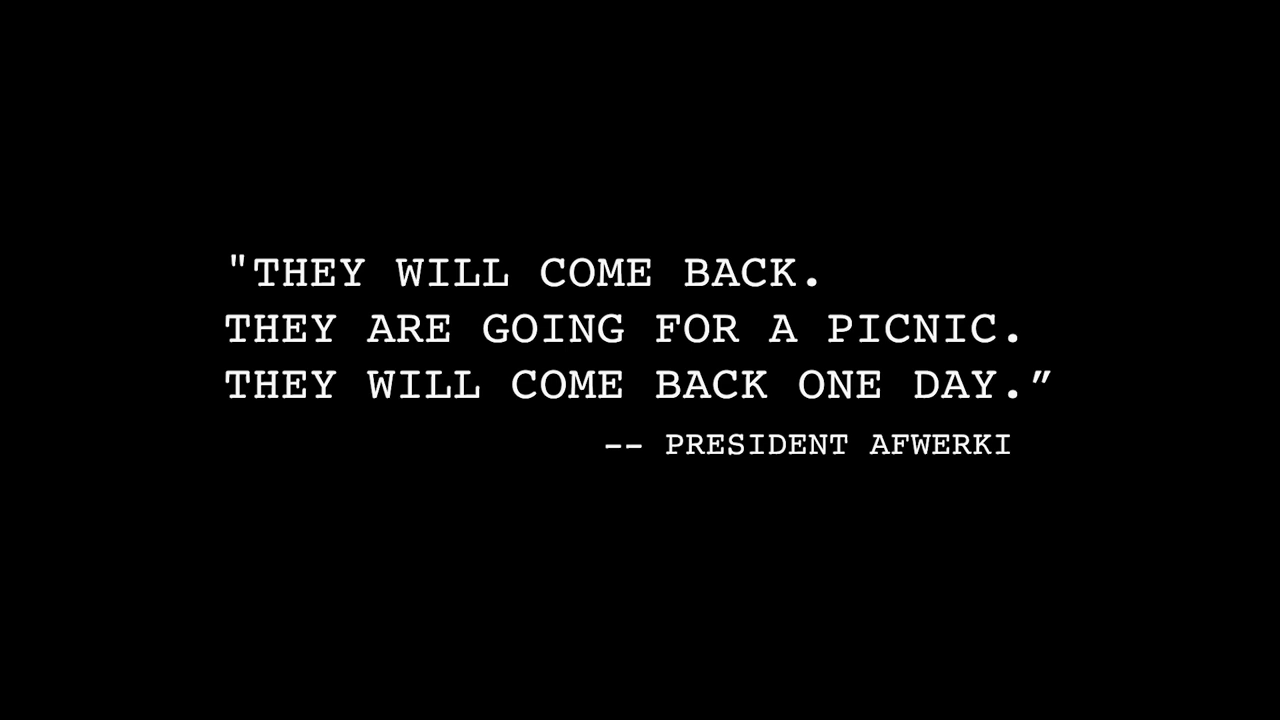 "THEY WILL COME BACK.
THEY ARE GOING FOR A PICNIC.
THEY WILL COME BACK ONE DAY.”
-- PRESIDENT AFWERKI